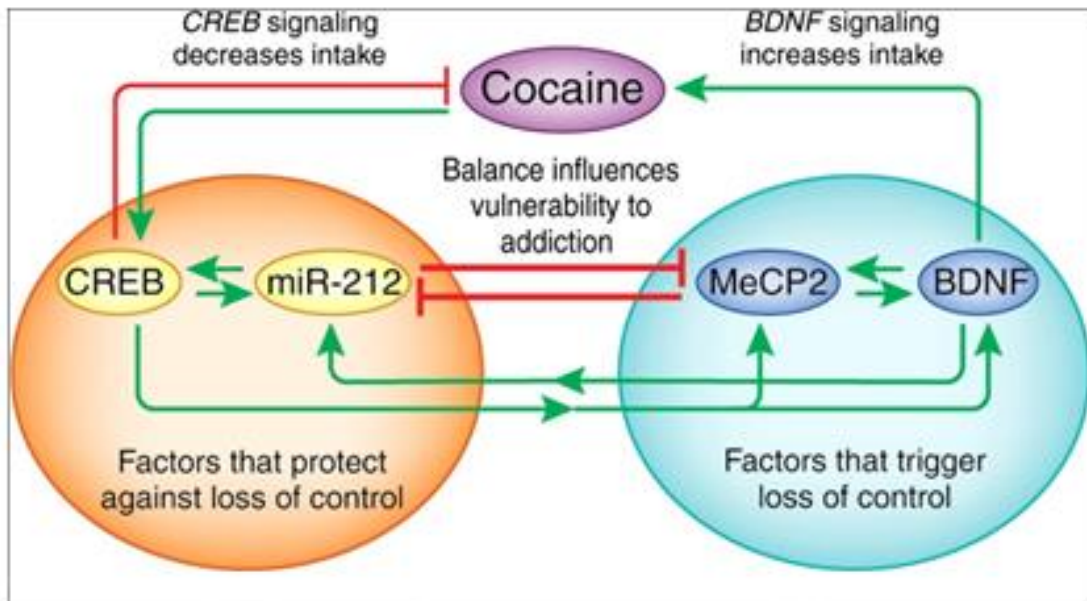 CREB signaling
decreases intake
BDNF signaling
increases intake
Cocaine
Balance influences
vulnerability to
addiction
CREB
miR-212
MeCP2
BDNF
Factors that protect
against loss of control
Factors that trigger
loss of control